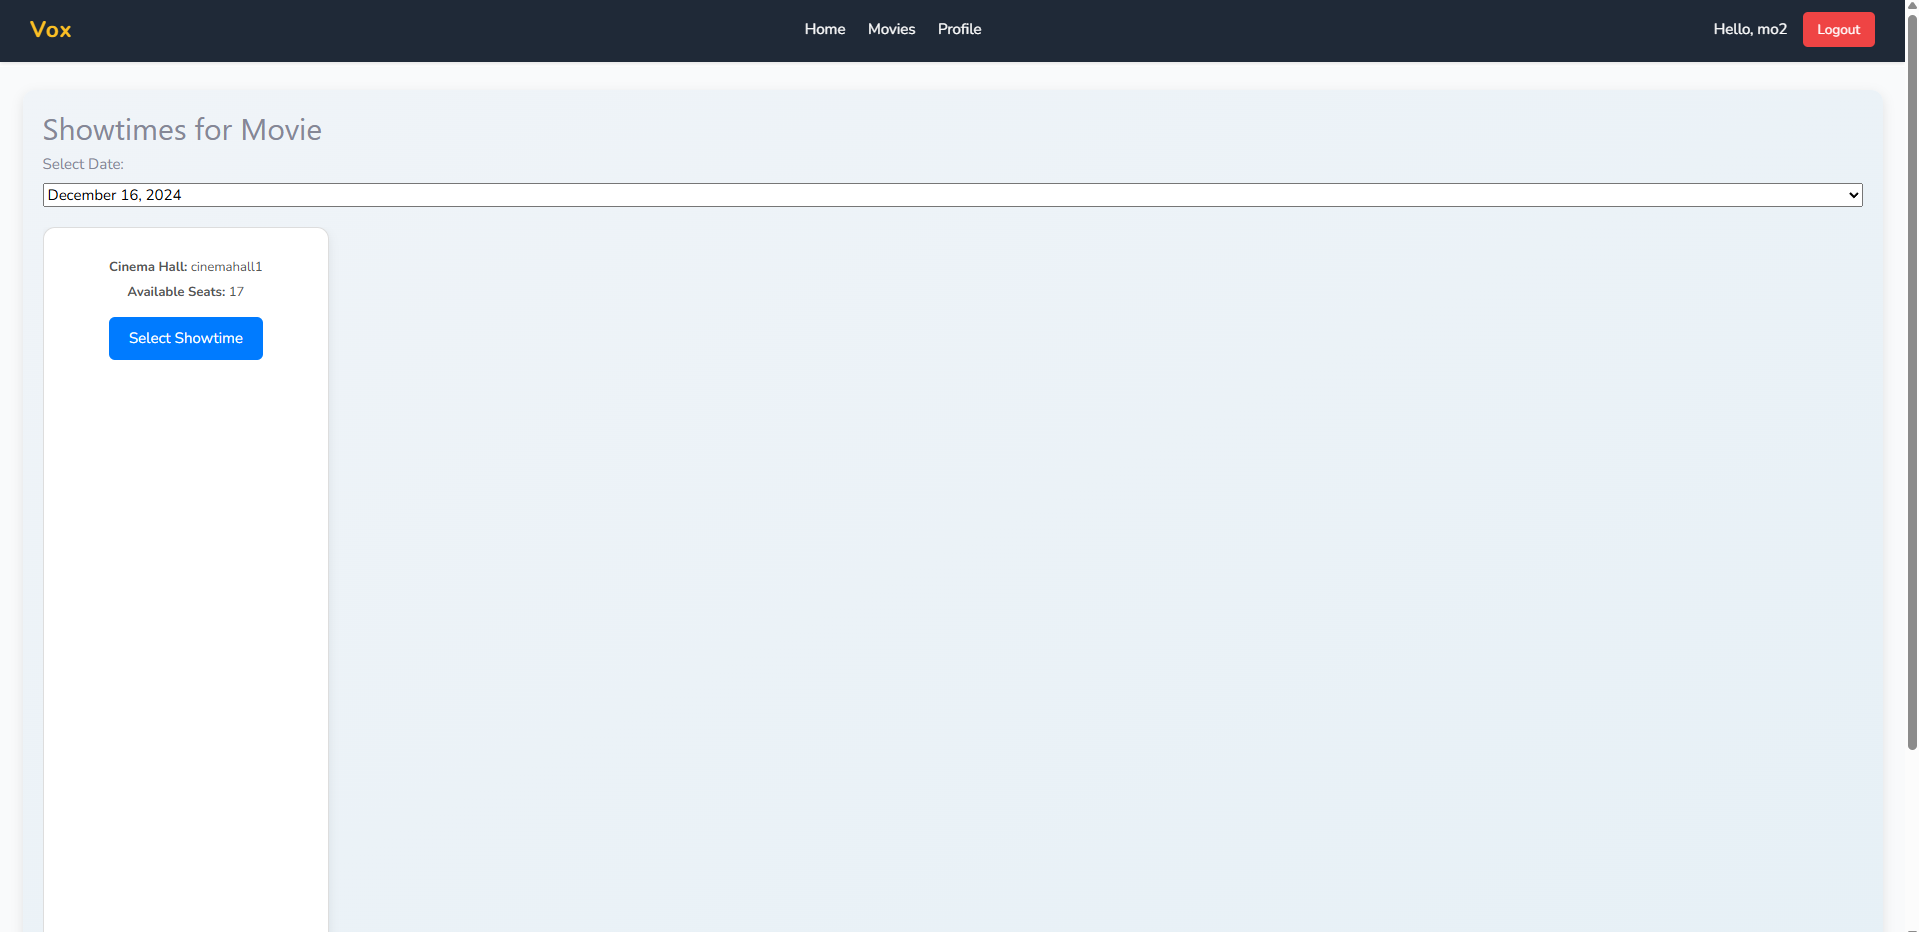 Vox
Home Movies Profile
Hello, mo2
Logout
Showtimes for Movie
Select Date:
December 16, 2024
Cinema Hall: cinemahall1
Available Seats: 17
Select Showtime